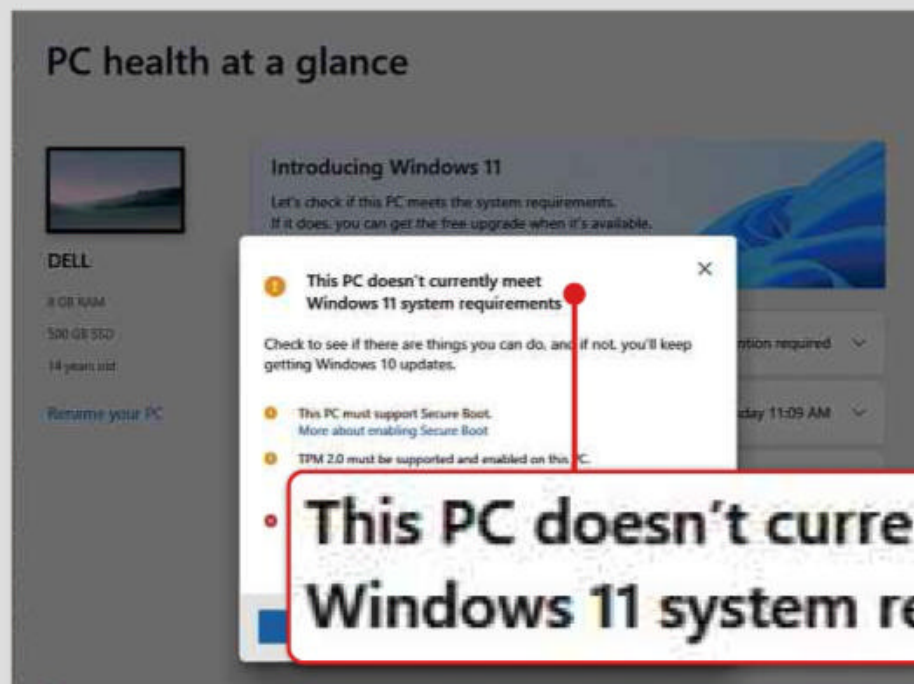 PC health at a glance
Introducing Windows 11
Let's check if this PC meets the system requirements.
If it does, you can get the free upgrade when it's available.
DELL
8 GB RAM
500 GB SSD
14 years old
Rename your PC
This PC doesn't currently meet
Windows 11 system requirements
Check to see if there are things you can do, and if not, you'll keep
getting Windows 10 updates.
This PC must support Secure Boot.
More about enabling Secure Boot
TPM 2.0 must be supported and enabled on this PC.
required
11:09 AM
This PC doesn't curre
Windows 11 system re